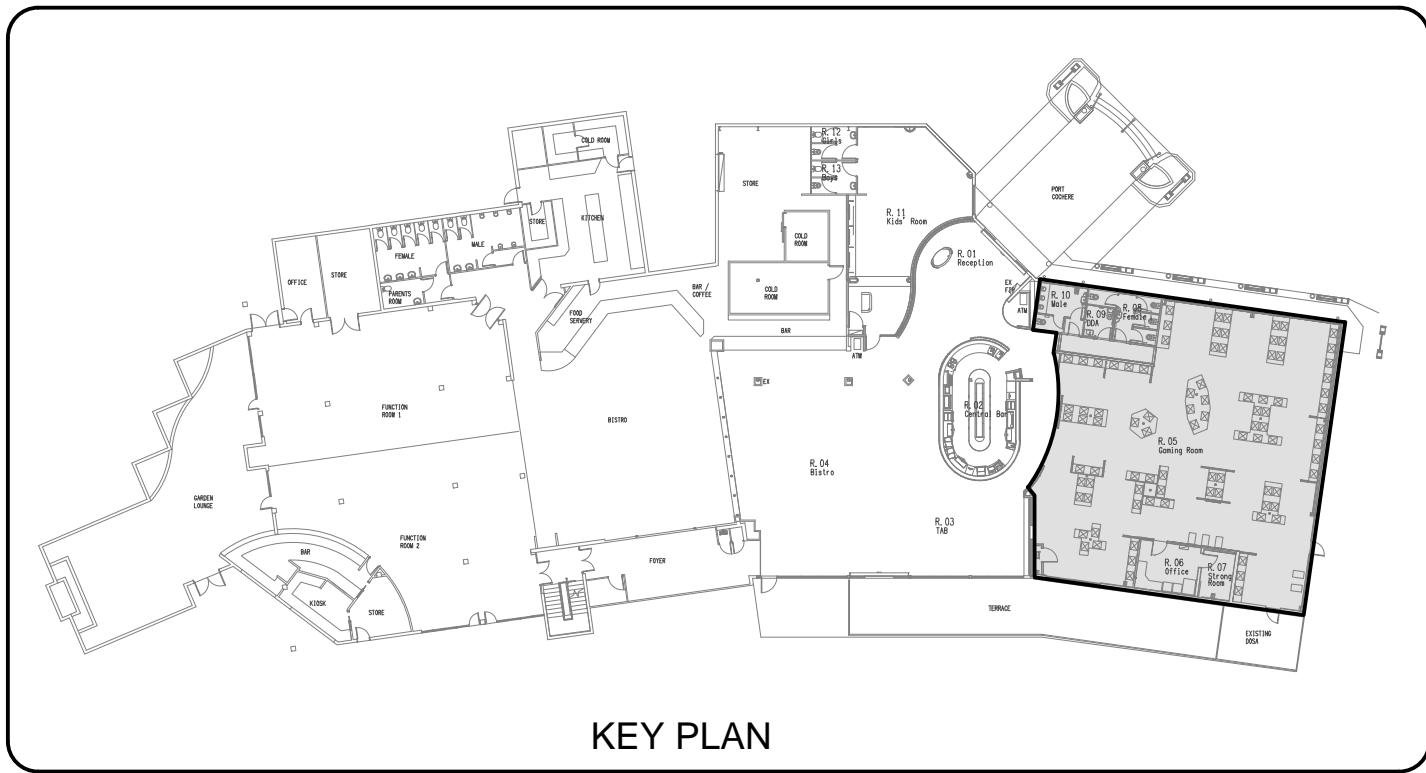 COLD ROOM
STORE
KITCHEN
FEMALE
MALE
OFFICE
STORE
PARENTS
ROOM
FOOD
SERVERY
BAR /
COFFEE
STORE
COLD
ROOM
COLD
ROOM
BAR
R.12
Girls
R.13
Boys
R.11
Kids' Room
R.01
Reception
PORT
COCHERE
EX
FIP
ATM
ATM
EX
R.10
Male
R.09
DDA
R.08
Female
R.02
Central Bar
R.05
Gaming Room
R.04
Bistro
R.03
TAB
R.06
Office
R.07
Strong
Room
FUNCTION
ROOM 1
BISTRO
GARDEN
LOUNGE
FUNCTION
ROOM 2
BAR
KIOSK
STORE
FOYER
TERRACE
EXISTING
DOSA
KEY PLAN